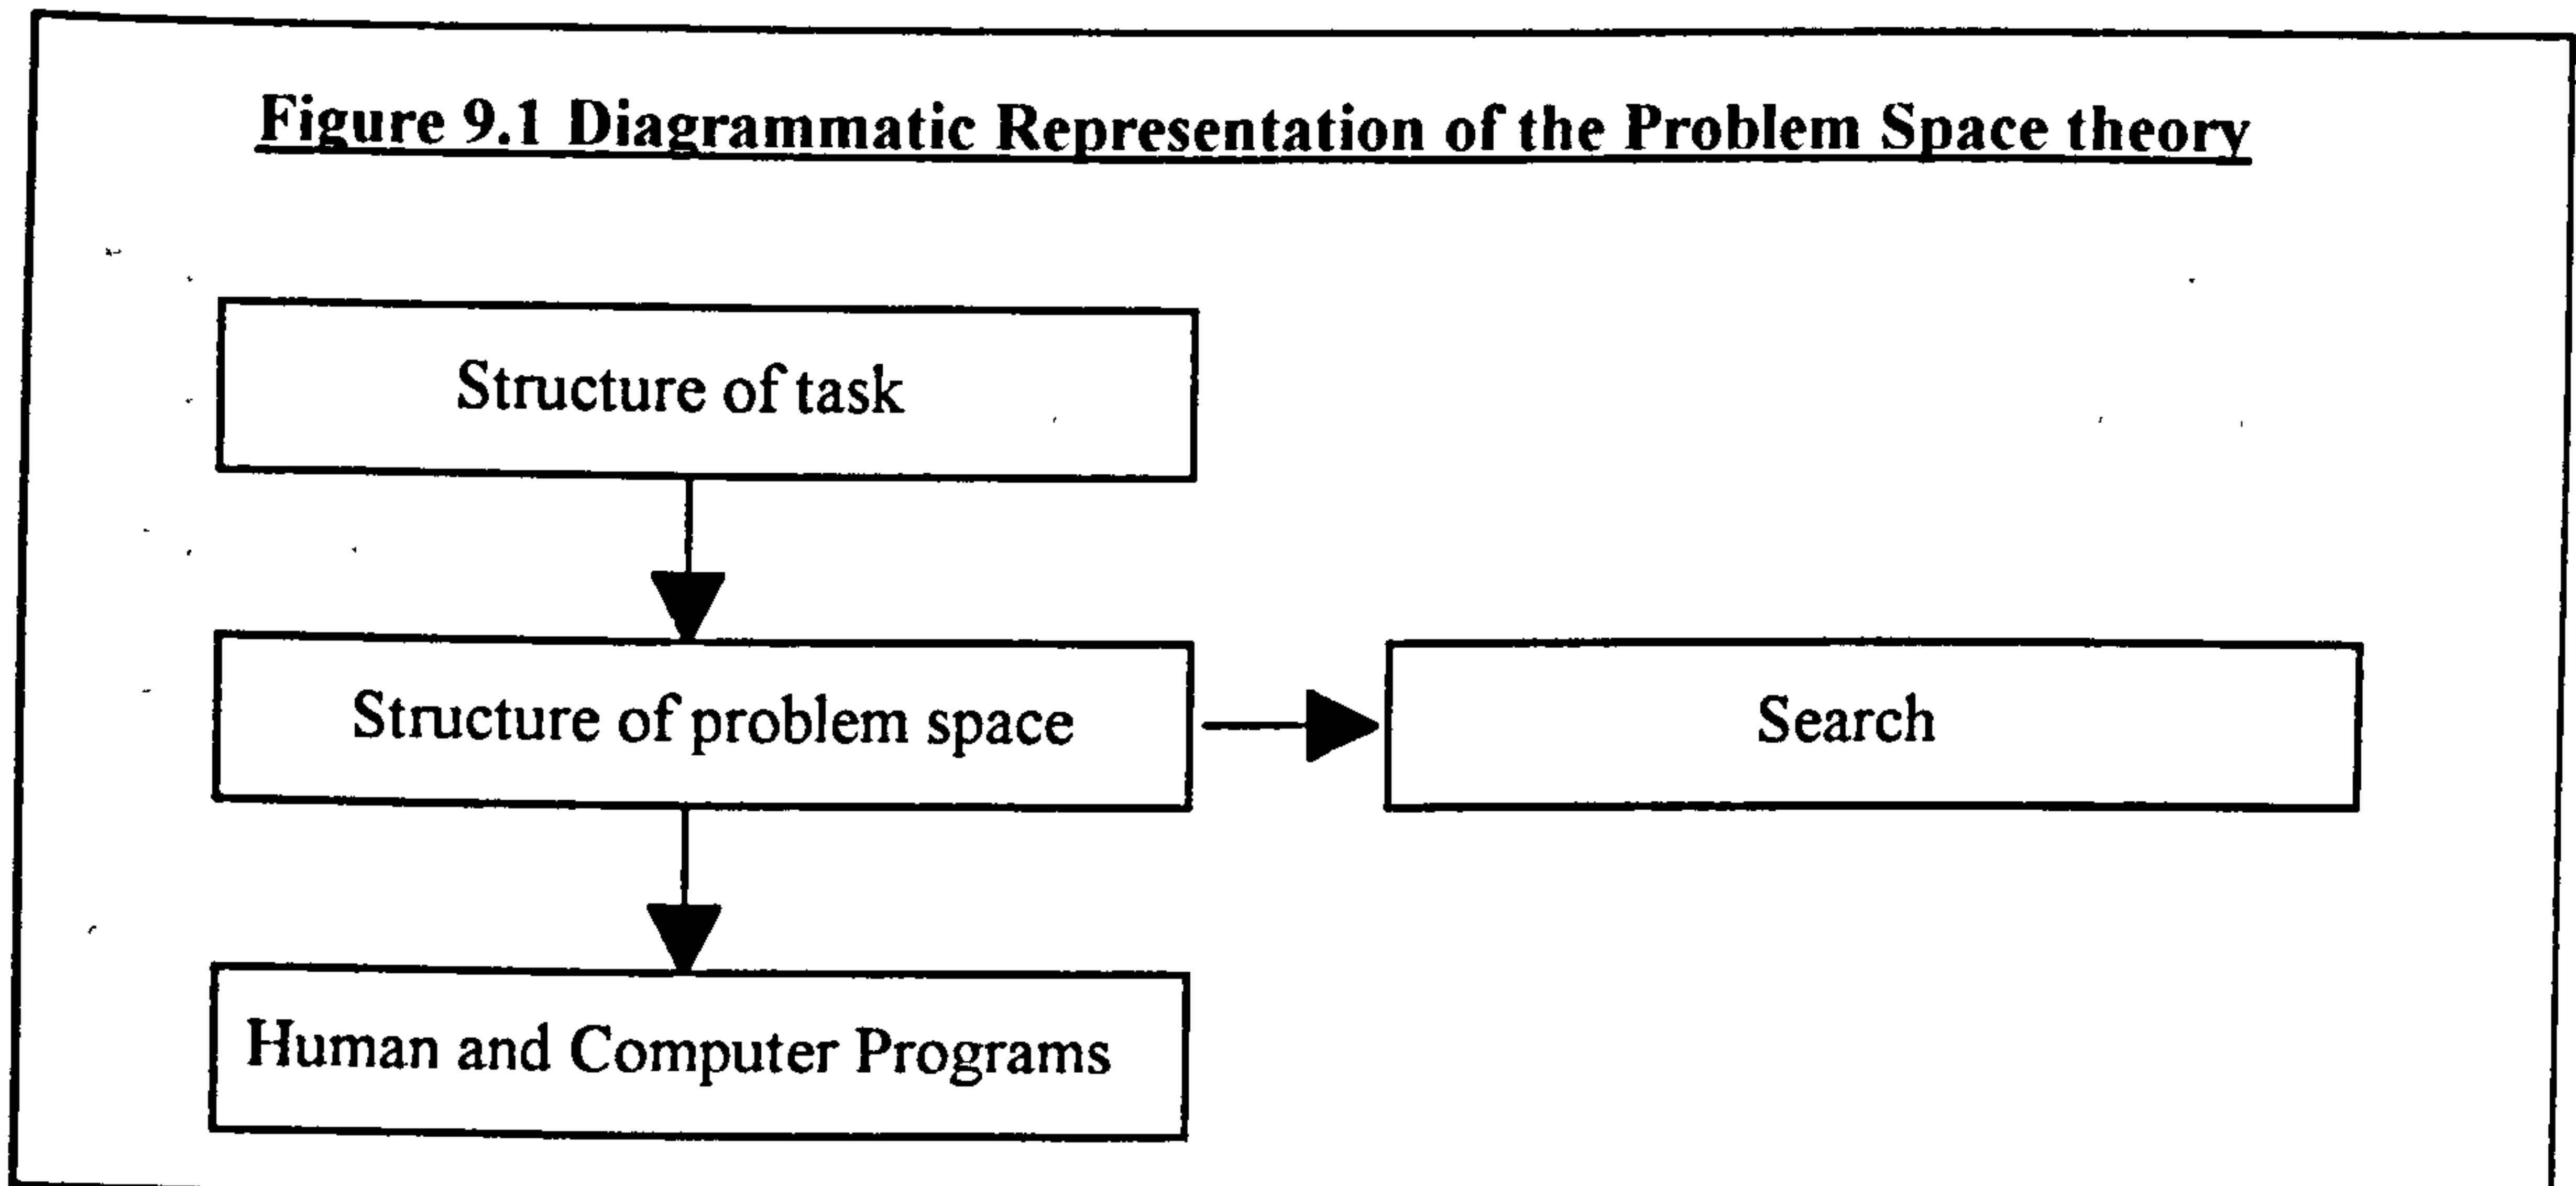 Figure 9.1 Diagrammatic Representation of the Problem Space theory
Structure of task
Structure of problem space
Search
Human and Computer Programs